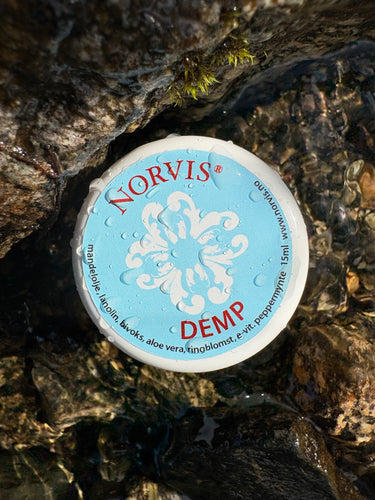 NORVIS®
DEMP
mandelolje, lanolin, bivoks, aloe vera, ringblomst, e-vit. peppermynte 15ml www.norvis.no